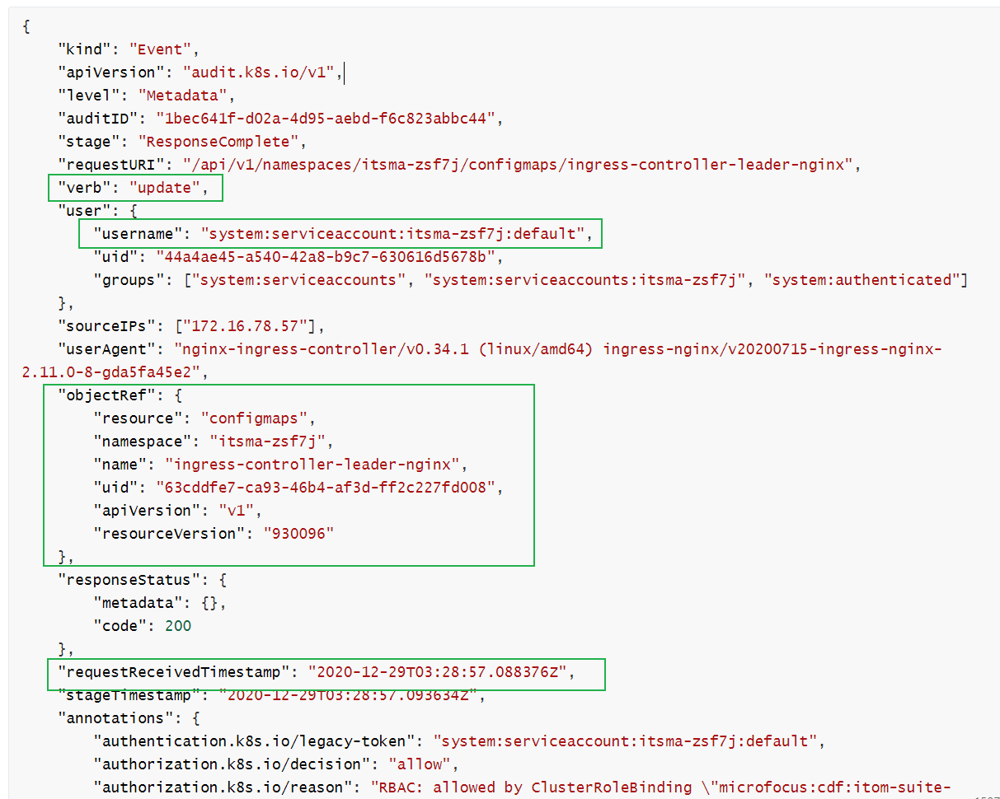 {
"kind": "Event",
"apiVersion": "audit.k8s.io/v1",
"level": "Metadata",
"auditID": "1bec641f-d02a-4d95-aebd-f6c823abbc44",
"stage": "ResponseComplete",
"requestURI": "/api/v1/namespaces/itsma-zsf7j/configmaps/ingress-controller-leader-nginx",
"verb": "update",
"user": {
"username": "system:serviceaccount:itsma-zsf7j:default",
"uid": "44a4ae45-a540-42a8-b9c7-630616d5678b",
"groups": ["system:serviceaccounts", "system:serviceaccounts:itsma-zsf7j", "system:authenticated"]
},
"sourceIPs": ["172.16.78.57"],
"userAgent": "nginx-ingress-controller/v0.34.1 (linux/amd64) ingress-nginx/v20200715-ingress-nginx-
2.11.0-8-gda5fa45e2",
"objectRef": {
"resource": "configmaps",
"namespace": "itsma-zsf7j",
"name": "ingress-controller-leader-nginx",
"uid": "63cddfe7-ca93-46b4-af3d-ff2c227fd008",
"apiVersion": "v1",
"resourceVersion": "930096"
},
"responseStatus": {
"metadata": {},
"code": 200
},
"requestReceivedTimestamp": "2020-12-29T03:28:57.088376Z",
"stageTimestamp": "2020-12-29T03:28:57.093634Z",
"annotations": {
"authentication.k8s.io/legacy-token": "system:serviceaccount:itsma-zsf7j:default",
"authorization.k8s.io/decision": "allow",
"authorization.k8s.io/reason": "RBAC: allowed by ClusterRoleBinding \"microfocus:cdf:itom-suite-